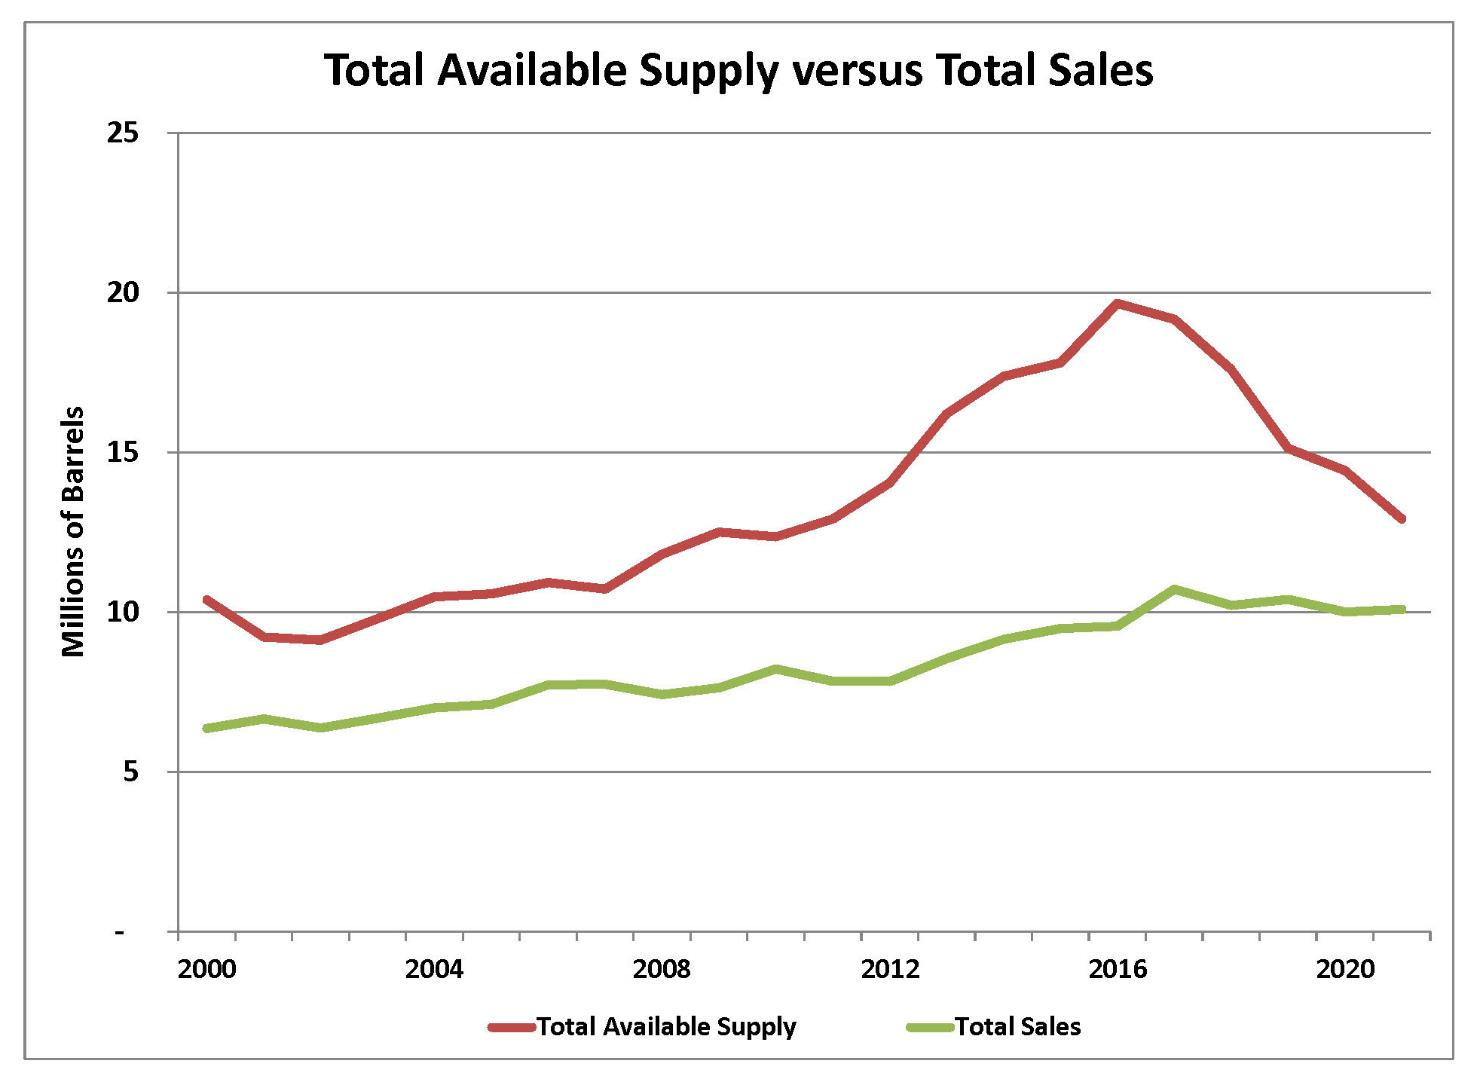 Total Available Supply versus Total Sales
25
20
15
10
5
-
Millions of Barrels
2000 2004 2008 2012 2016 2020
Total Available Supply Total Sales